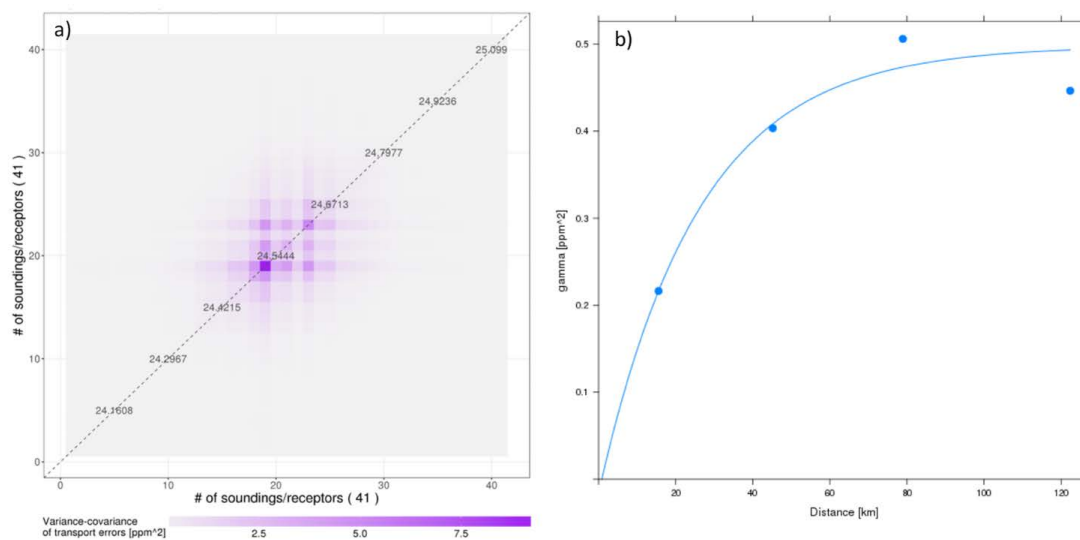 a)
25.099
24.9236
24.7977
24.6713
24.5444
24.4215
24.2967
24.1608
40
30
20
10
0
0 10 20 30 40
# of soundings/receptors ( 41 )
# of soundings/receptors ( 41 )
Variance-covariance
of transport errors [ppm^2]
2.5 5.0 7.5
b)
0.5
0.4
0.3
0.2
0.1
gamma [ppm^2]
20 40 60 80 100 120
Distance [km]